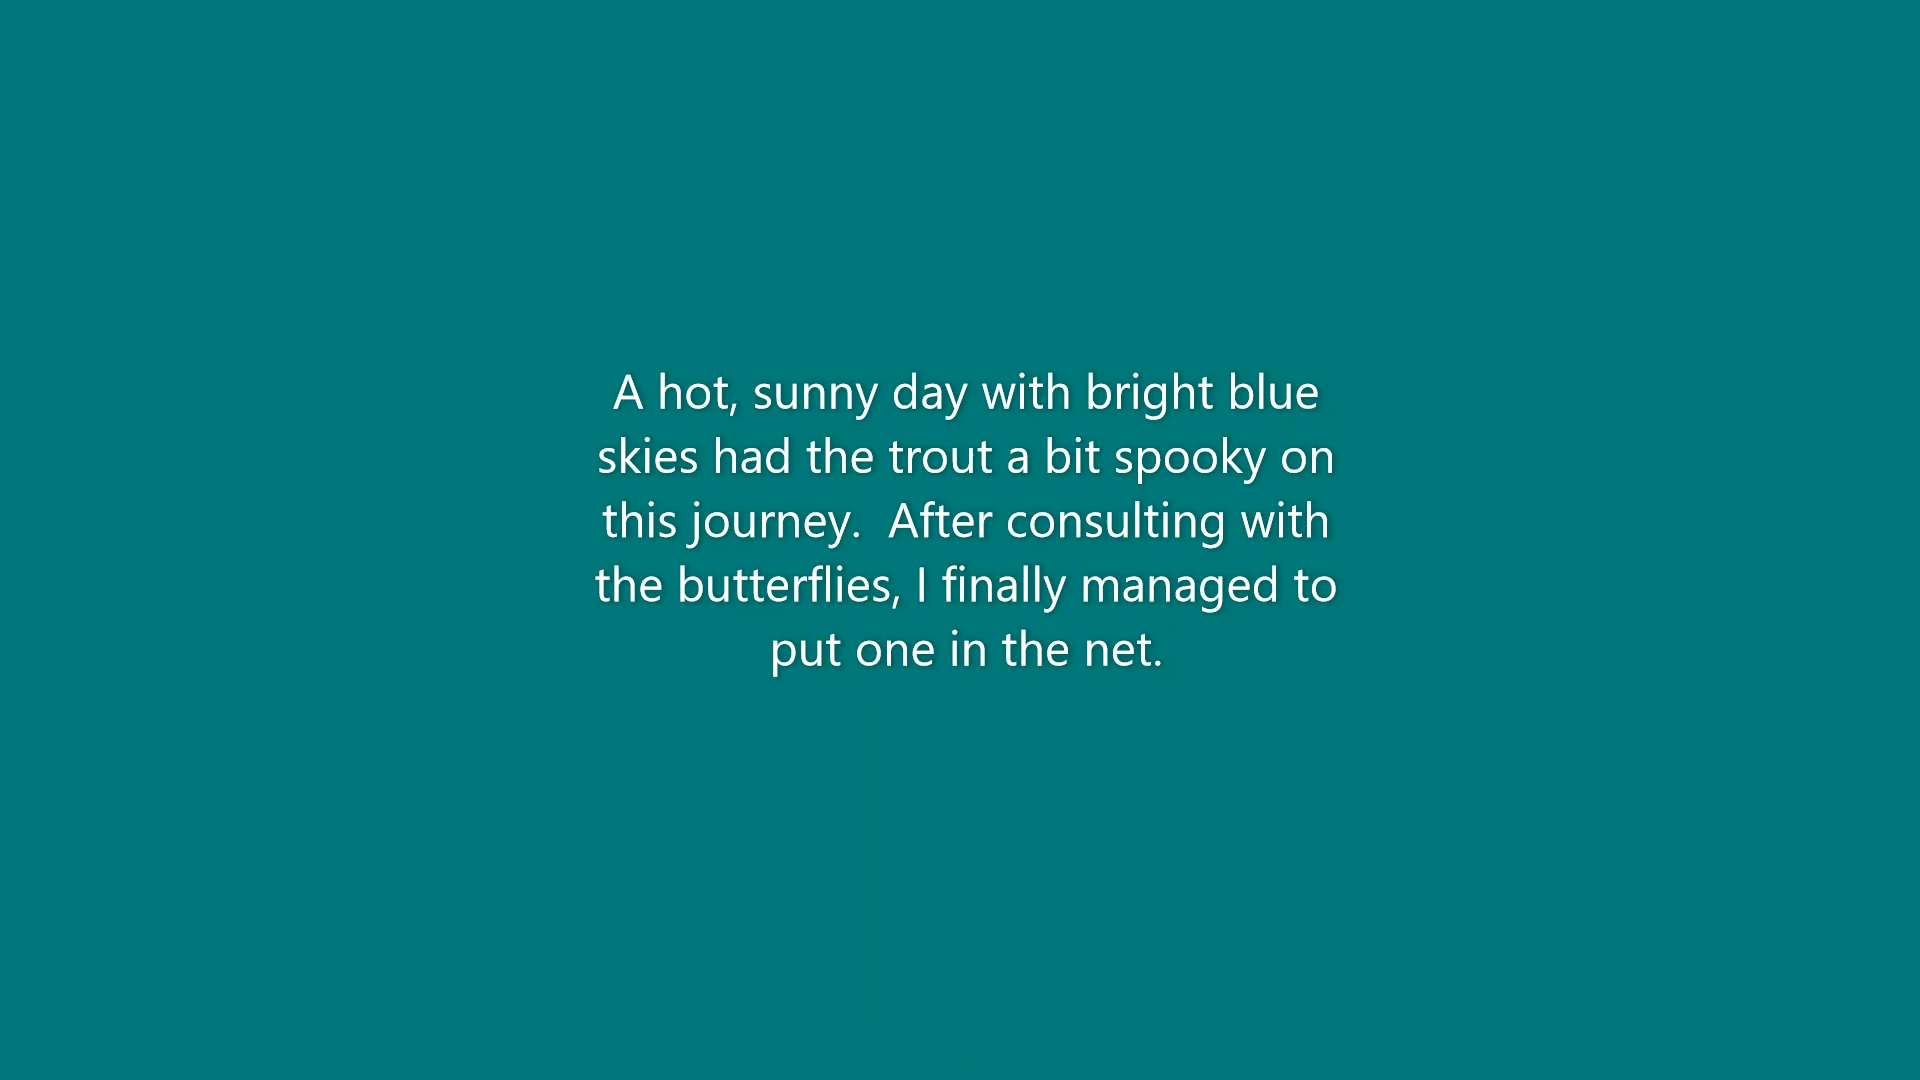 A hot, sunny day with bright blue
skies had the trout a bit spooky on
this journey.  After consulting with
the butterflies, I finally managed to
put one in the net.